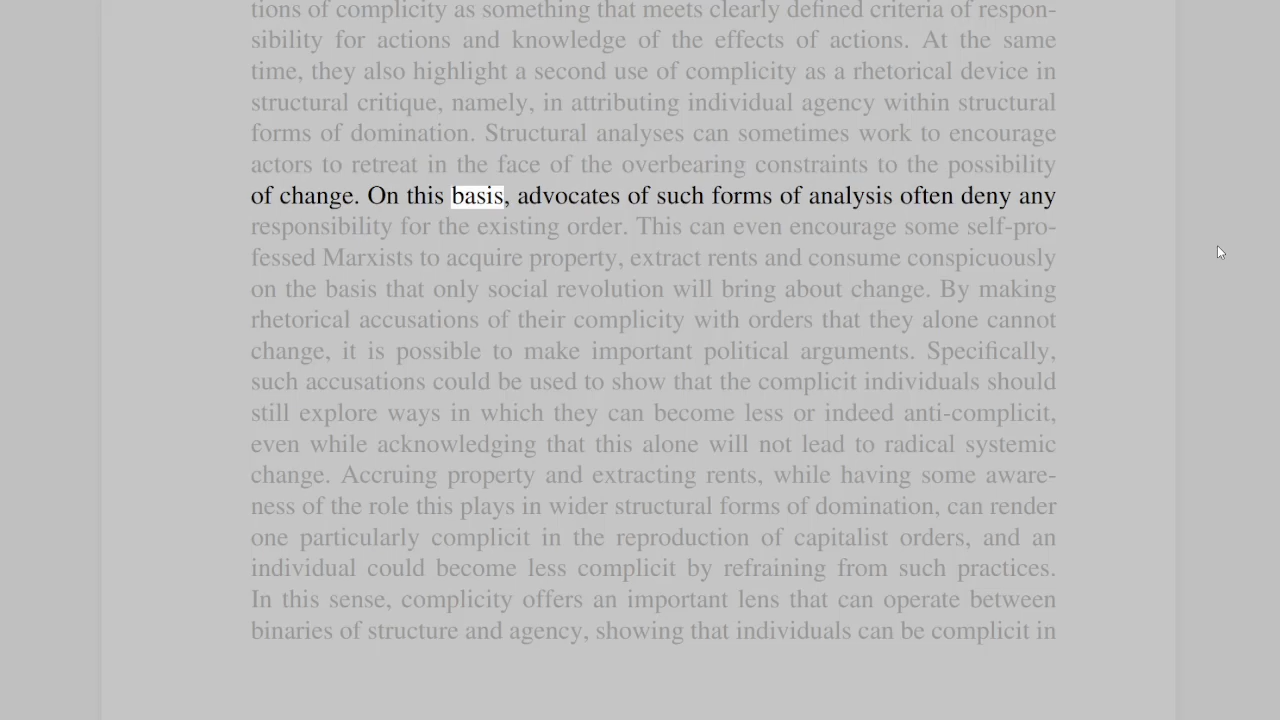 tions of complicity as something that meets clearly defined criteria of respon-
sibility for actions and knowledge of the effects of actions. At the same
time, they also highlight a second use of complicity as a rhetorical device in
structural critique, namely, in attributing individual agency within structural
forms of domination. Structural analyses can sometimes work to encourage
actors to retreat in the face of the overbearing constraints to the possibility
of change. On this basis, advocates of such forms of analysis often deny any
responsibility for the existing order. This can even encourage some self-pro-
fessed Marxists to acquire property, extract rents and consume conspicuously
on the basis that only social revolution will bring about change. By making
rhetorical accusations of their complicity with orders that they alone cannot
change, it is possible to make important political arguments. Specifically,
such accusations could be used to show that the complicit individuals should
still explore ways in which they can become less or indeed anti-complicit,
even while acknowledging that this alone will not lead to radical systemic
change. Accruing property and extracting rents, while having some aware-
ness of the role this plays in wider structural forms of domination, can render
one particularly complicit in the reproduction of capitalist orders, and an
individual could become less complicit by refraining from such practices.
In this sense, complicity offers an important lens that can operate between
binaries of structure and agency, showing that individuals can be complicit in